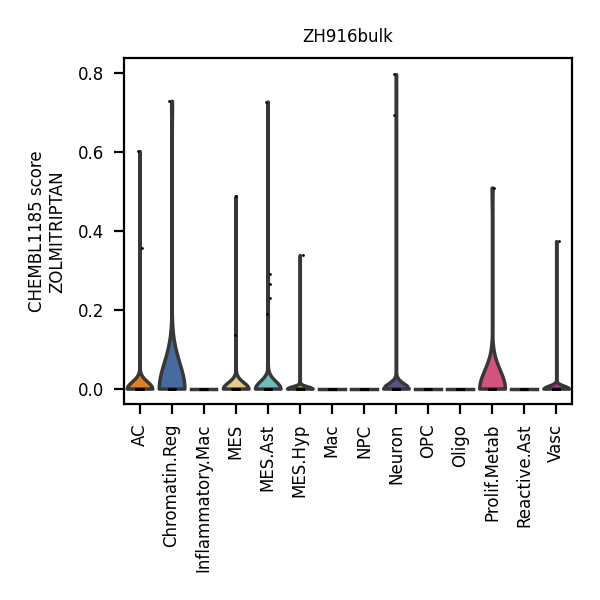 ZH916bulk
CHEMBL1185 score
ZOLMITRIPTAN
0.8
0.6
0.4
0.2
0.0
AC
Chromatin.Reg
Inflammatory.Mac
MES
MES.Ast
MES.Hyp
Mac
NPC
Neuron
OPC
Oligo
Prolif.Metab
Reactive.Ast
Vasc